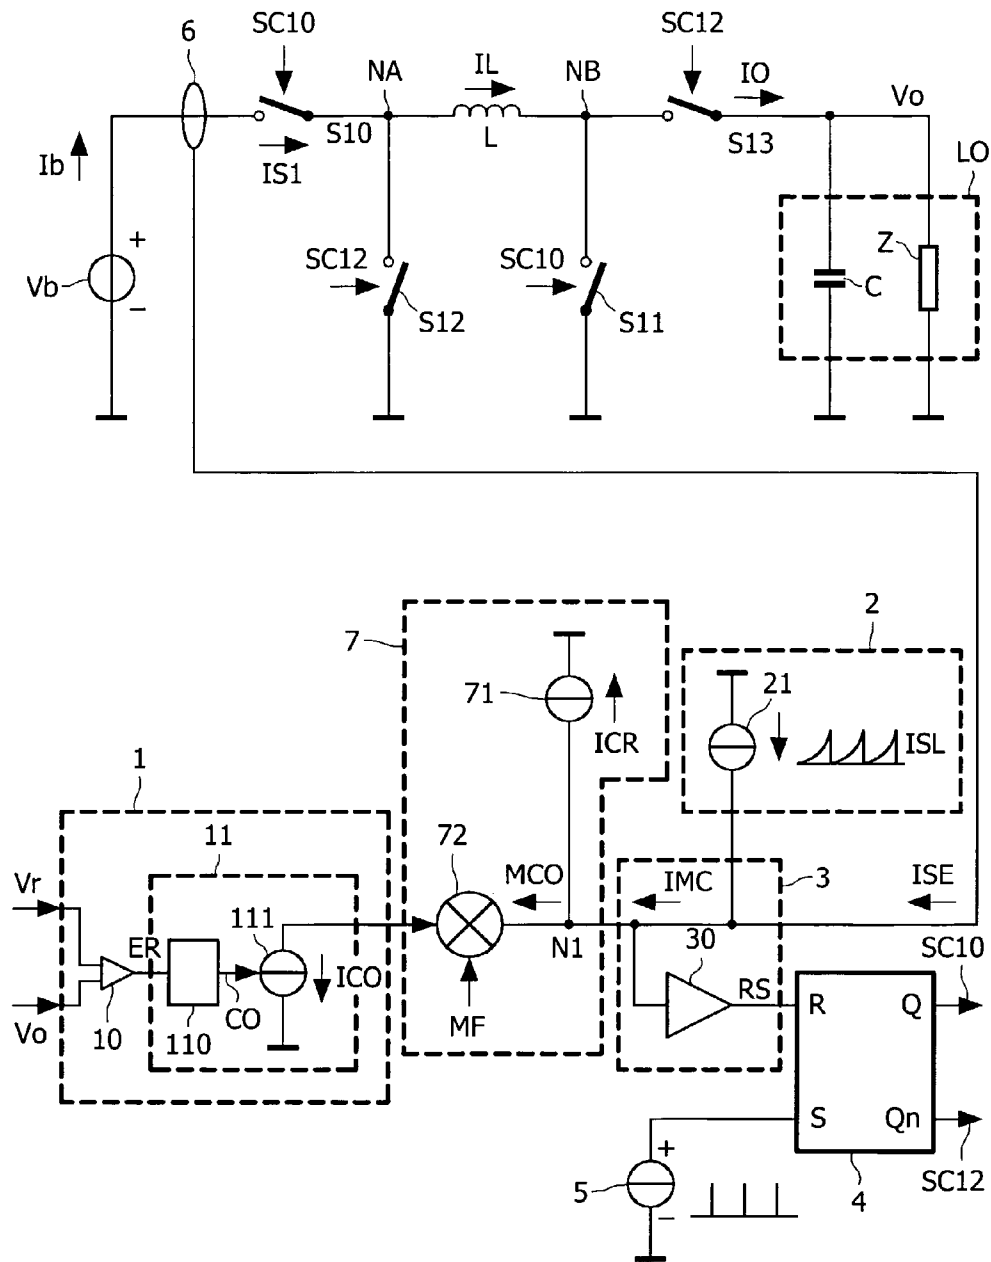 6
SC10
NA
IL
NB
SC12
IO
Vo
Ib
IS1
S10
L
S13
LO
Vb
+
−
SC12
S12
SC10
S11
C
Z
7
71
ICR
2
21
ISL
1
11
72
MCO
N1
IMC
3
ISE
Vr
Vo
10
ER
110
CO
111
ICO
MF
30
RS
R
Q
S
Qn
SC10
SC12
4
5
+
−